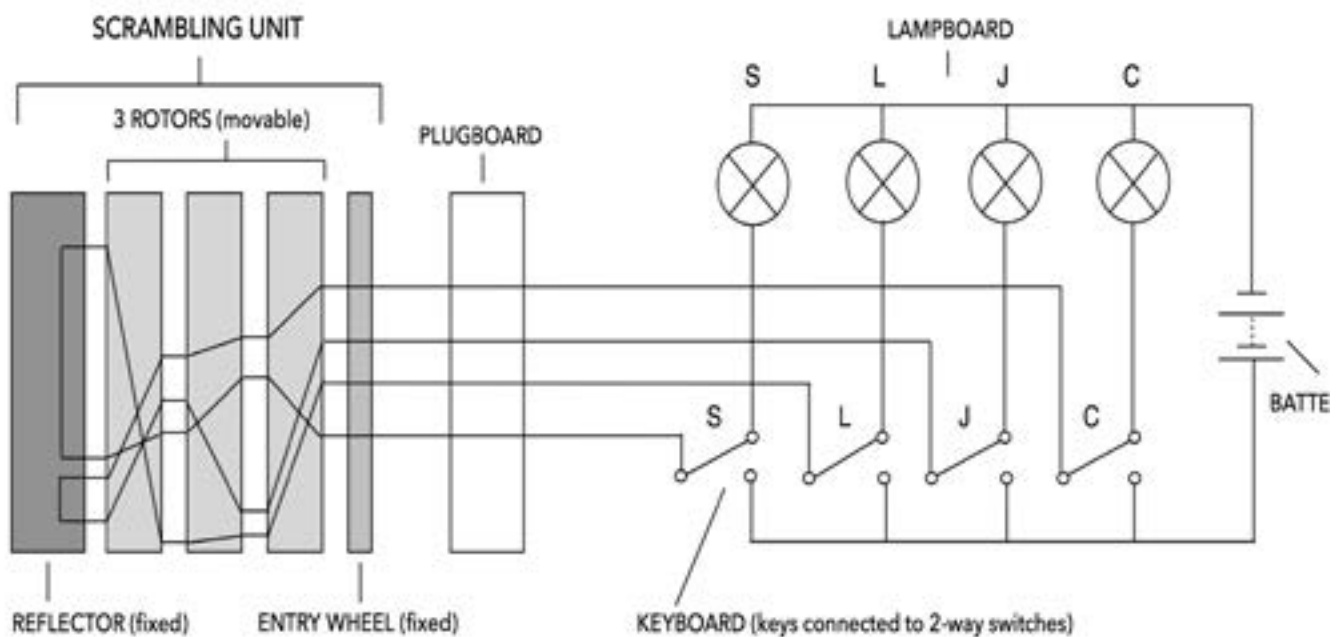 SCRAMBLING UNIT
LAMPBOARD
S L J C
3 ROTORS (movable)
PLUGBOARD
BATTE
S L J C
REFLECTOR (fixed)
ENTRY WHEEL (fixed)
KEYBOARD (keys connected to 2-way switches)